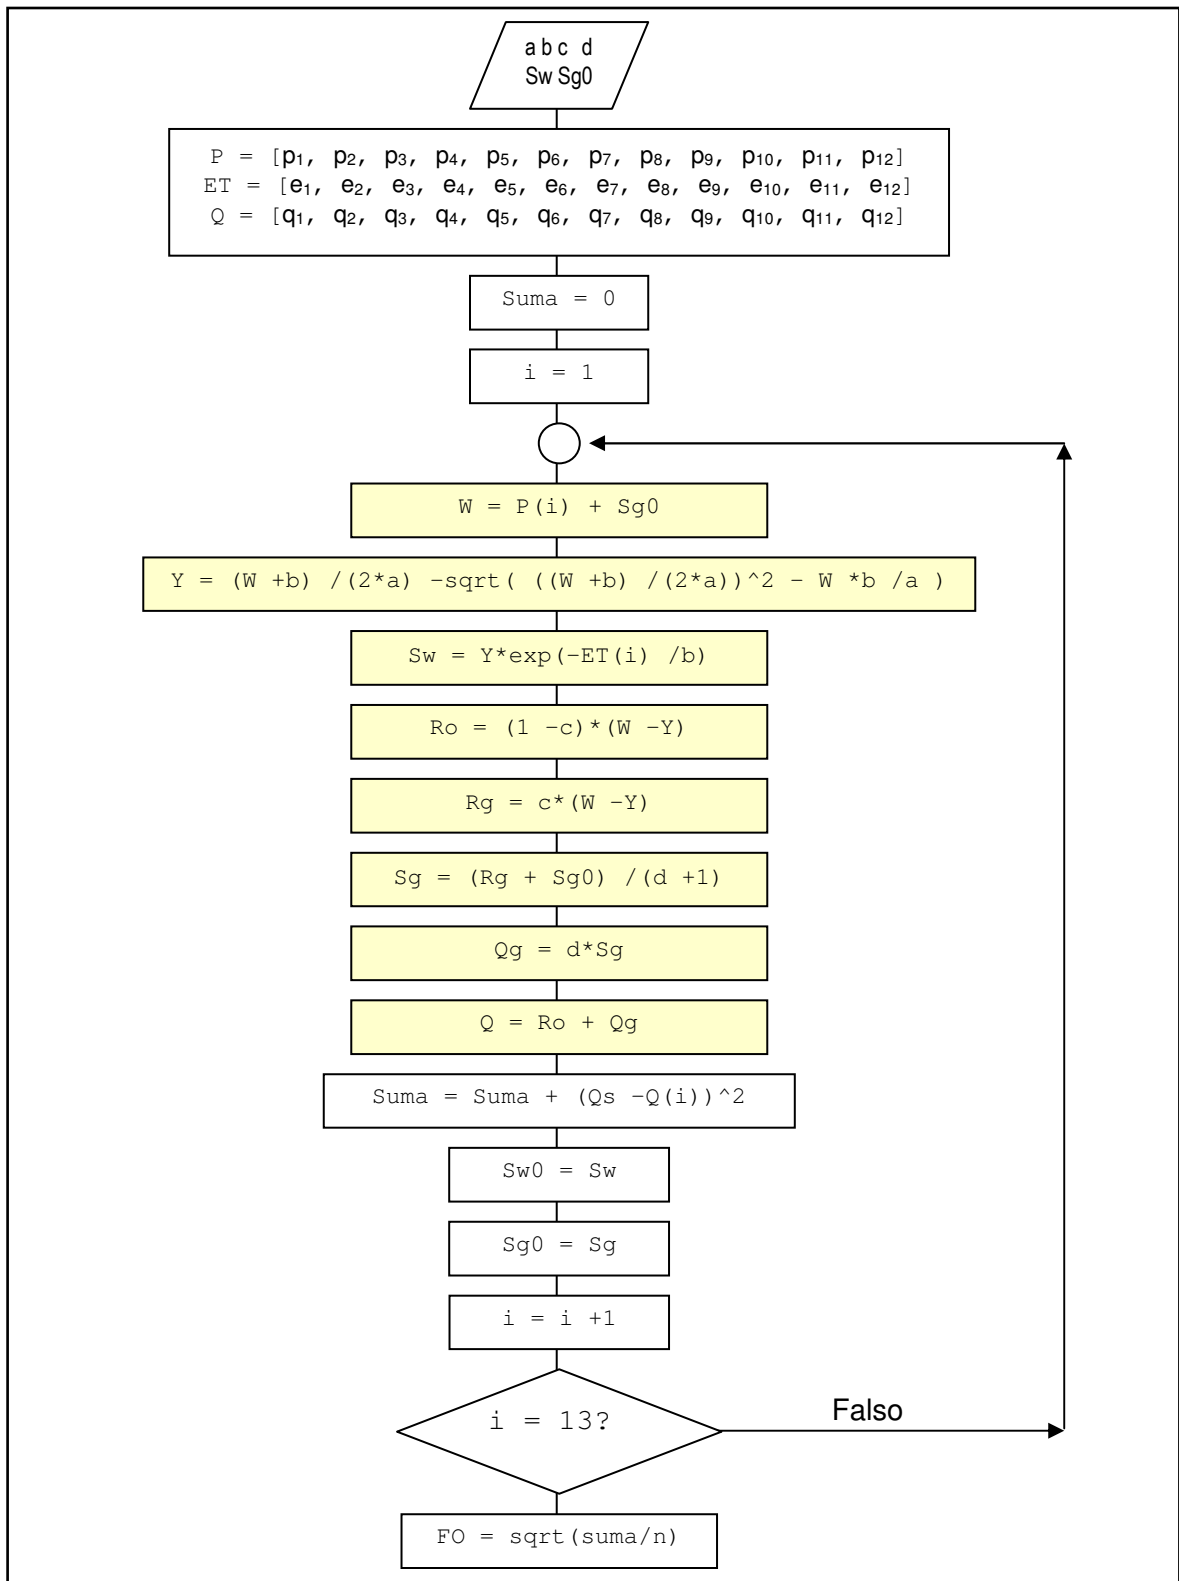 a b c d
Sw Sg0
P = [p1, p2, p3, p4, p5, p6, p7, p8, p9, p10, p11, p12]
ET = [e1, e2, e3, e4, e5, e6, e7, e8, e9, e10, e11, e12]
Q = [q1, q2, q3, q4, q5, q6, q7, q8, q9, q10, q11, q12]
Suma = 0
i = 1
W = P(i) + Sg0
Y = (W +b) /(2*a) -sqrt( ((W +b) /(2*a))^2 - W *b /a )
Sw = Y*exp(-ET(i) /b)
Ro = (1 -c)*(W -Y)
Rg = c*(W -Y)
Sg = (Rg + Sg0) /(d +1)
Qg = d*Sg
Q = Ro + Qg
Suma = Suma + (Qs -Q(i))^2
Sw0 = Sw
Sg0 = Sg
i = i +1
i = 13?
Falso
FO = sqrt(suma/n)